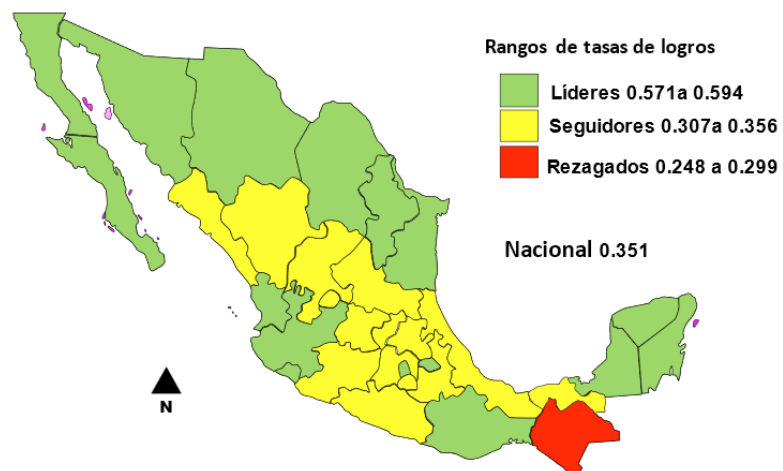 Rangos de tasas de logros
Líderes 0.571a 0.594
Seguidores 0.307a 0.356
Rezagados 0.248 a 0.299
Nacional 0.351
N